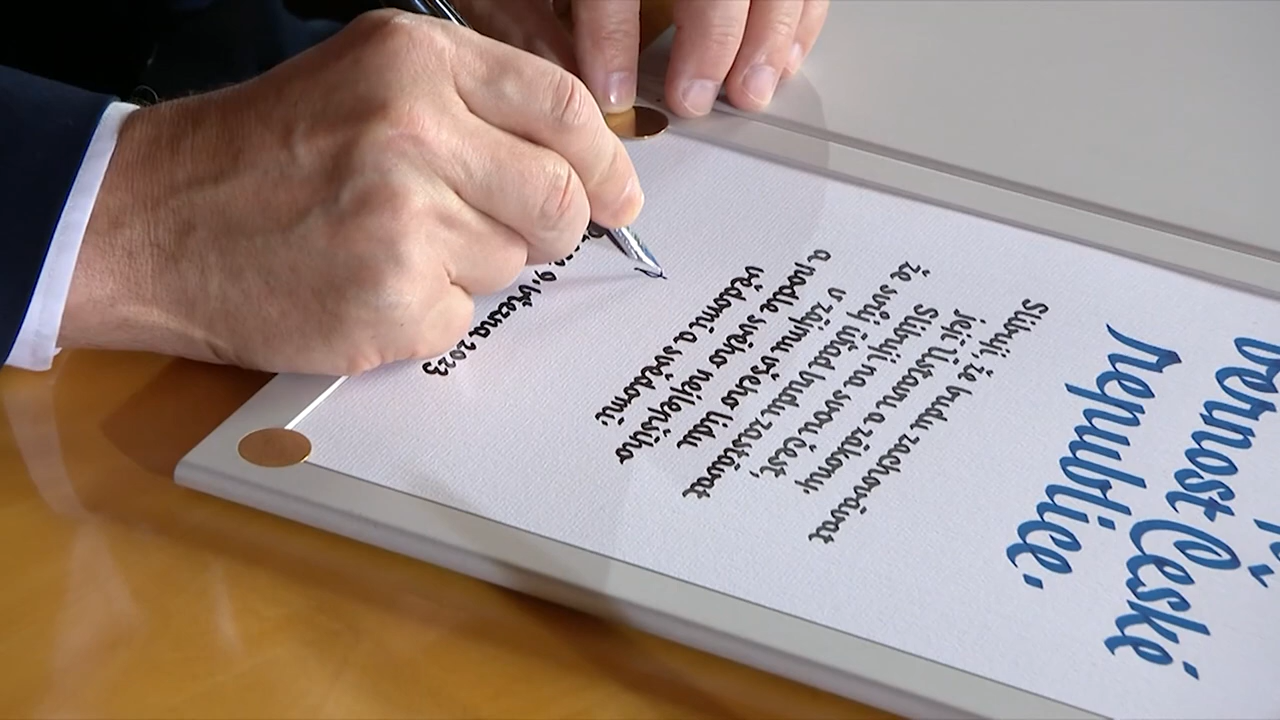 věrnost České
republice.
Slibuji, že budu zachovávat
její Ústavu a zákony.
Slibuji na svou čest,
že svůj úřad budu zastávat
v zájmu všeho lidu
a podle svého nejlepšího
vědomí a svědomí.
9. března 2023